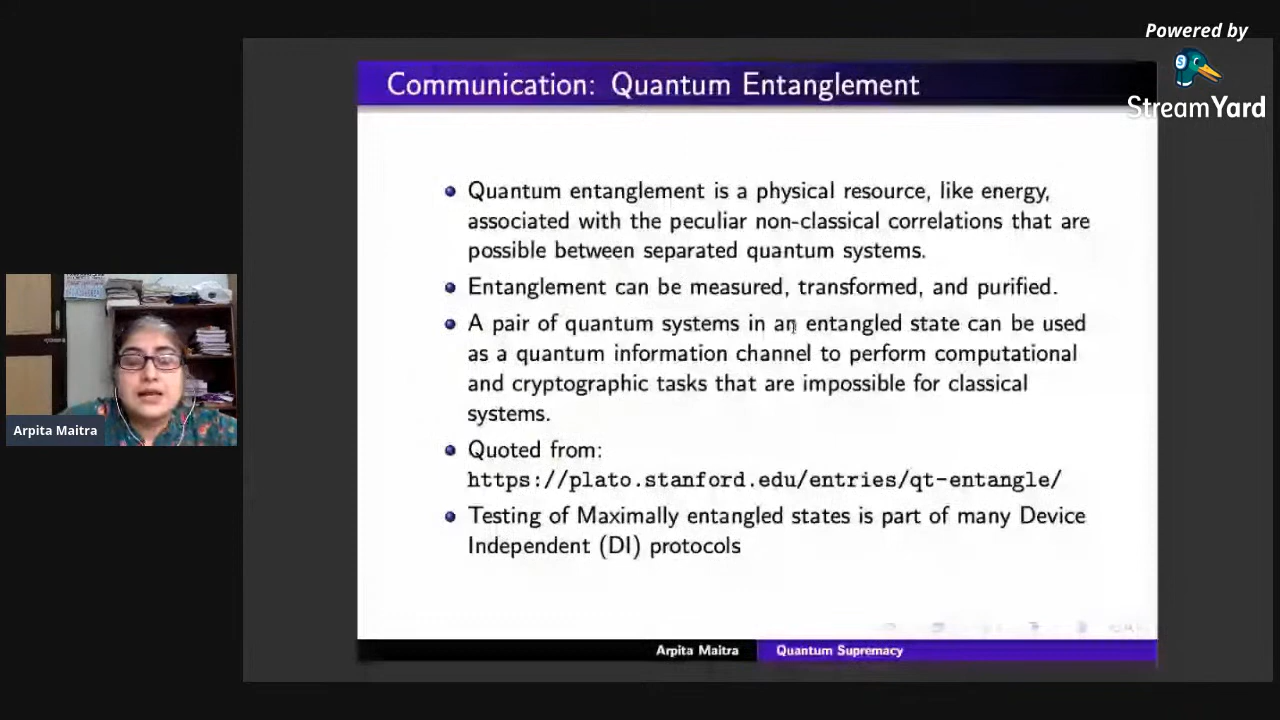 Powered by
StreamYard
Communication: Quantum Entanglement
Quantum entanglement is a physical resource, like energy,
associated with the peculiar non-classical correlations that are
possible between separated quantum systems.
Entanglement can be measured, transformed, and purified.
A pair of quantum systems in an entangled state can be used
as a quantum information channel to perform computational
and cryptographic tasks that are impossible for classical
systems.
Quoted from:
https://plato.stanford.edu/entries/qt-entangle/
Testing of Maximally entangled states is part of many Device
Independent (DI) protocols
Arpita Maitra
Arpita Maitra
Quantum Supremacy